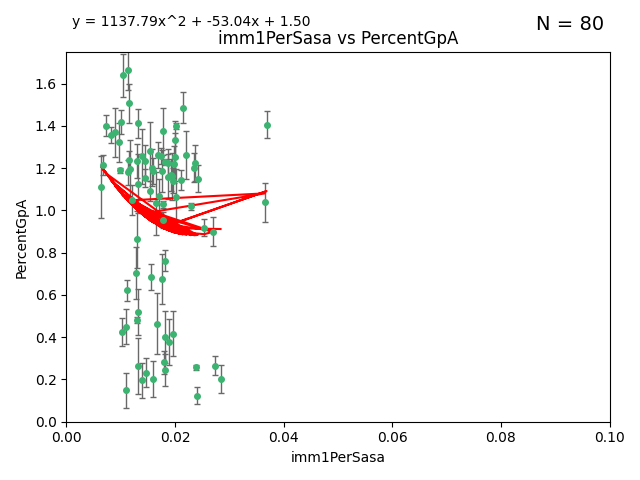 y = 1137.79x^2 + -53.04x + 1.50
N = 80
imm1PerSasa vs PercentGpA
1.6
1.4
1.2
1.0
0.8
0.6
0.4
0.2
0.0
PercentGpA
0.00 0.02 0.04 0.06 0.08 0.10
imm1PerSasa